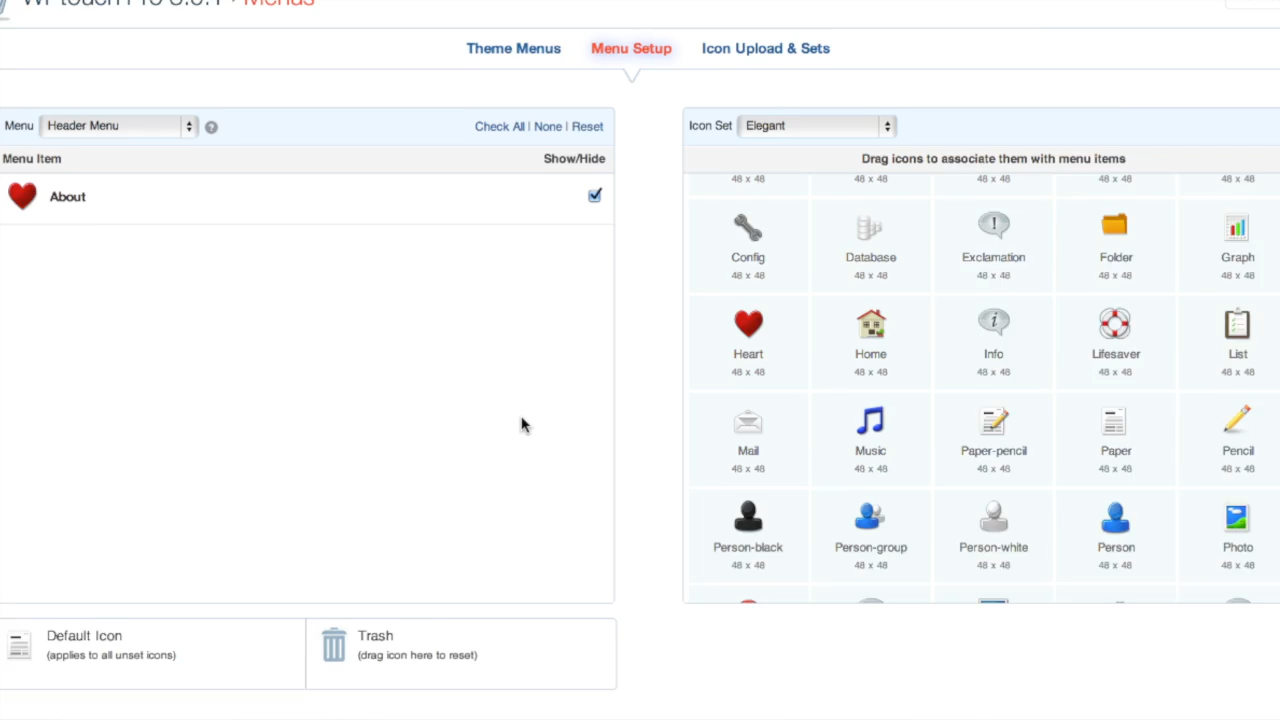 Menus
Theme Menus
Menu Setup
Icon Upload & Sets
Menu Header Menu ?
Check All | None | Reset
Menu Item
Show/Hide
About
Default Icon
(applies to all unset icons)
Trash
(drag icon here to reset)
Icon Set Elegant
Drag icons to associate them with menu items
48 x 48 48 x 48 48 x 48 48 x 48 48 x 48
Config Database Exclamation Folder Graph
48 x 48 48 x 48 48 x 48 48 x 48 48 x 48
Heart Home Info Lifesaver List
48 x 48 48 x 48 48 x 48 48 x 48 48 x 48
Mail Music Paper-pencil Paper Pencil
48 x 48 48 x 48 48 x 48 48 x 48 48 x 48
Person-black Person-group Person-white Person Photo
48 x 48 48 x 48 48 x 48 48 x 48 48 x 48